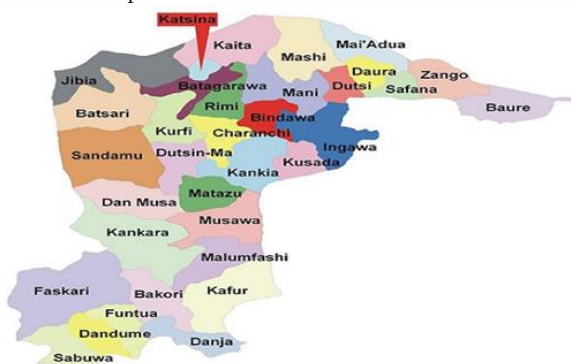 Katsina
Kaita
Mashi
Mai'Adua
Jibia
Batagarawa
Daura
Zango
Batsari
Rimi
Mani
Dutsi
Safana
Baure
Kurfi
Charanchi
Bindawa
Ingawa
Sandamu
Dutsin-Ma
Kankia
Kusada
Dan Musa
Matazu
Musawa
Kankara
Malumfashi
Faskari
Bakori
Kafur
Funtua
Dandume
Danja
Sabuwa